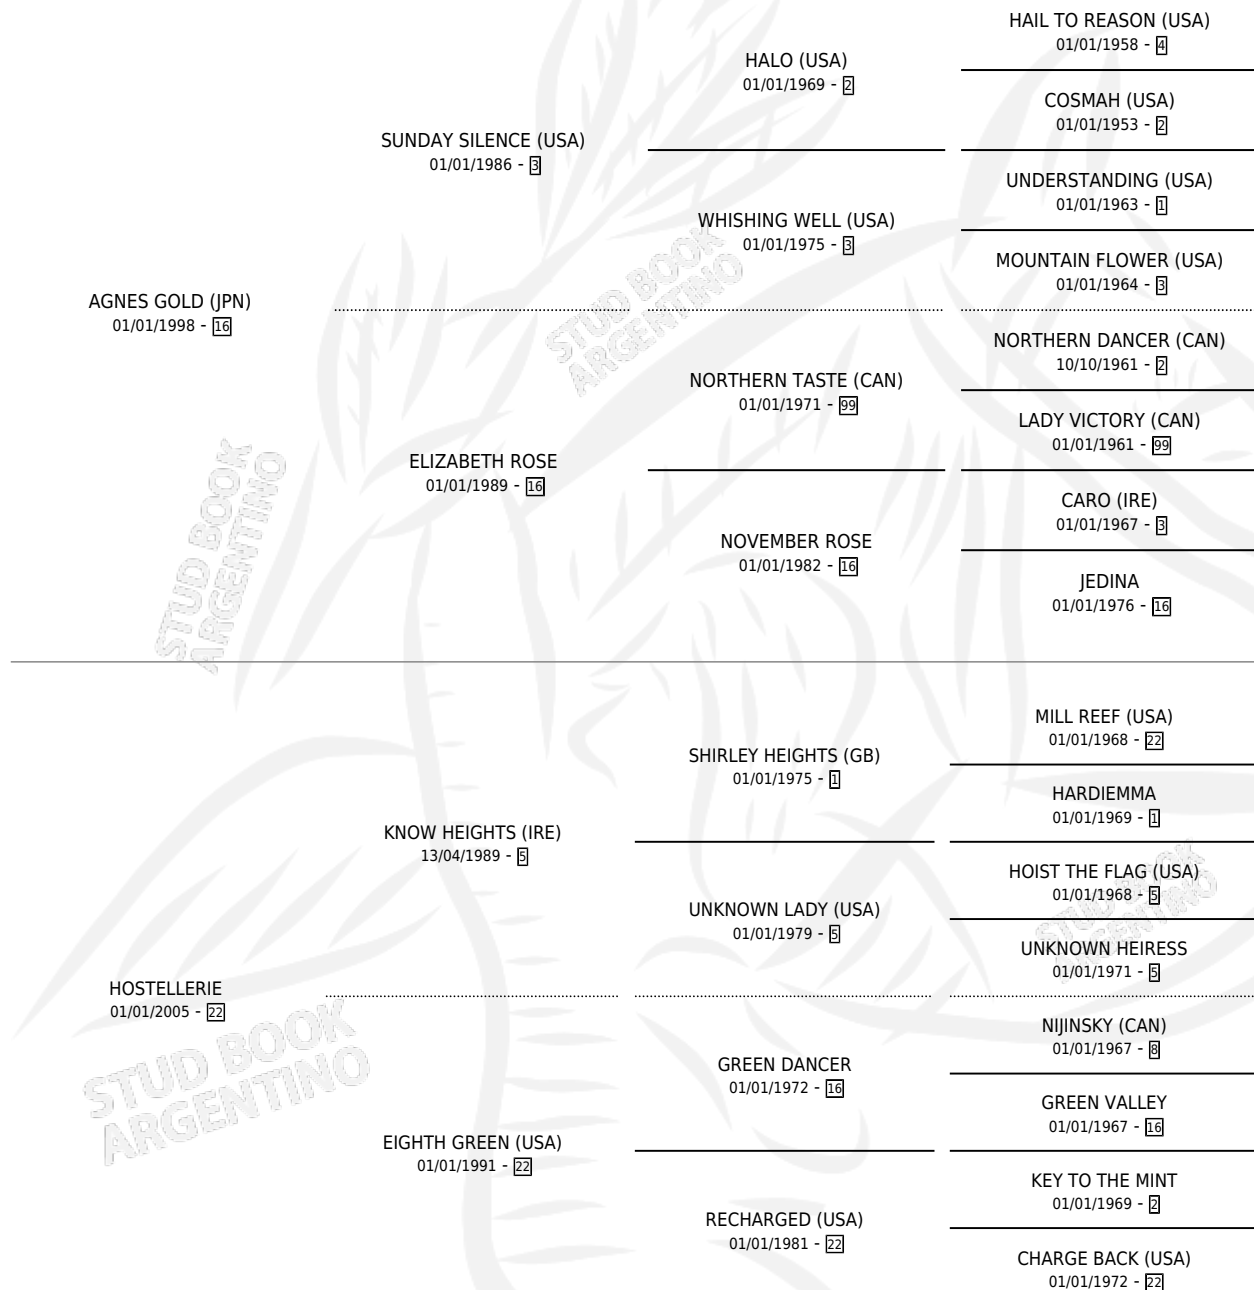 HAIL TO REASON (USA)
01/01/1958 - 4
HALO (USA)
01/01/1969 - 2
COSMAH (USA)
01/01/1953 - 2
SUNDAY SILENCE (USA)
01/01/1986 - 3
UNDERSTANDING (USA)
01/01/1963 - 1
WHISHING WELL (USA)
01/01/1975 - 3
MOUNTAIN FLOWER (USA)
01/01/1964 - 3
AGNES GOLD (JPN)
01/01/1998 - 16
STUD BOOK
ARGENTINO
NORTHERN DANCER (CAN)
10/10/1961 - 2
NORTHERN TASTE (CAN)
01/01/1971 - 99
LADY VICTORY (CAN)
01/01/1961 - 99
ELIZABETH ROSE
01/01/1989 - 16
CARO (IRE)
01/01/1967 - 3
NOVEMBER ROSE
01/01/1982 - 16
JEDINA
01/01/1976 - 16
STUD BOOK
ARGENTINO
MILL REEF (USA)
01/01/1968 - 22
SHIRLEY HEIGHTS (GB)
01/01/1975 - 1
HARDIEMMA
01/01/1969 - 1
KNOW HEIGHTS (IRE)
13/04/1989 - 5
HOIST THE FLAG (USA)
01/01/1968 - 5
UNKNOWN LADY (USA)
01/01/1979 - 5
STUD BOOK
ARGENTINO
UNKNOWN HEIRESS
01/01/1971 - 5
HOSTELLERIE
01/01/2005 - 22
NIJINSKY (CAN)
01/01/1967 - 8
GREEN DANCER
01/01/1972 - 16
STUD BOOK
ARGENTINO
GREEN VALLEY
01/01/1967 - 16
EIGHTH GREEN (USA)
01/01/1991 - 22
KEY TO THE MINT
01/01/1969 - 2
RECHARGED (USA)
01/01/1981 - 22
CHARGE BACK (USA)
01/01/1972 - 22